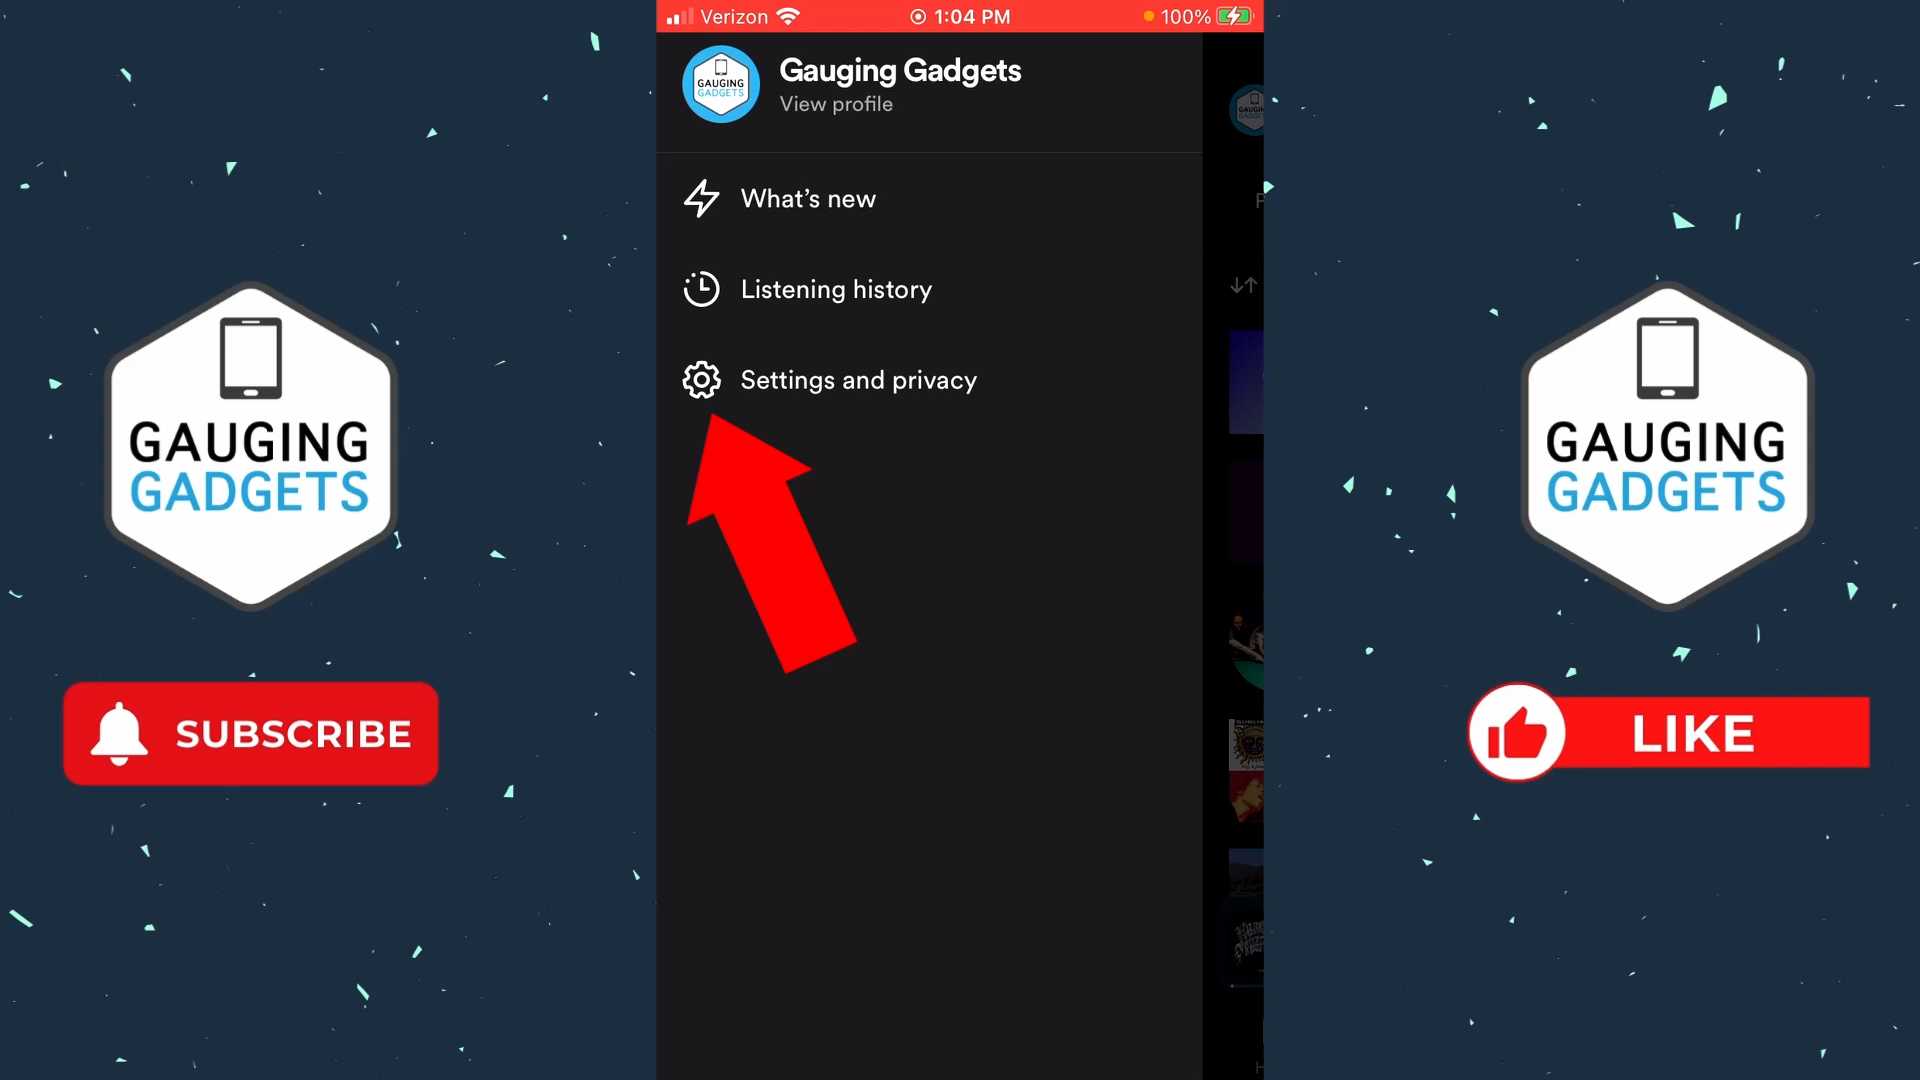 Verizon 1:04 PM 100%
GAUGING
GADGETS
Gauging Gadgets
View profile
What's new
Listening history
Settings and privacy
GAUGING
GADGETS
SUBSCRIBE
GAUGING
GADGETS
LIKE